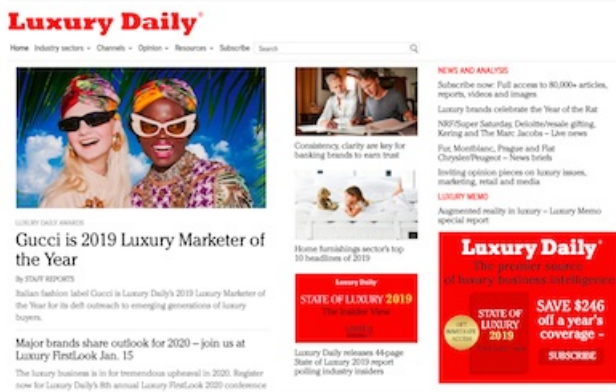 Luxury Daily®
Home Industry sectors Channels Opinion Resources Subscribe Search
LUXURY DAILY AWARDS
Gucci is 2019 Luxury Marketer of
the Year
By STAFF REPORTS
Italian fashion label Gucci is Luxury Daily's 2019 Luxury Marketer of
the Year for its deft outreach to emerging generations of luxury
buyers.
Major brands share outlook for 2020 – join us at
Luxury FirstLook Jan. 15
The luxury business is in for tremendous upheaval in 2020. Register
now for Luxury Daily's 8th annual Luxury FirstLook 2020 conference
Consistency, clarity are key for
banking brands to earn trust
Home furnishings sector's top
10 headlines of 2019
Luxury Daily
STATE OF LUXURY 2019
The Insider View
Luxury Daily releases 44-page
State of Luxury 2019 report
polling industry insiders
NEWS AND ANALYSIS
Subscribe now: Full access to 80,000+ articles,
reports, videos and images
Luxury brands celebrate the Year of the Rat
NRF/Super Saturday, Deloitte/resale gifting,
Kering and The Marc Jacobs – Live news
Fur, Montblanc, Prague and Fiat
Chrysler/Peugeot – News briefs
Inviting opinion pieces on luxury issues,
marketing, retail and media
LUXURY MEMO
Augmented reality in luxury – Luxury Memo
special report
Luxury Daily®
The premier source
of luxury business intelligence
GET
IMMEDIATE
ACCESS
STATE OF
LUXURY
2019
SAVE $246
off a year's
coverage –
SUBSCRIBE